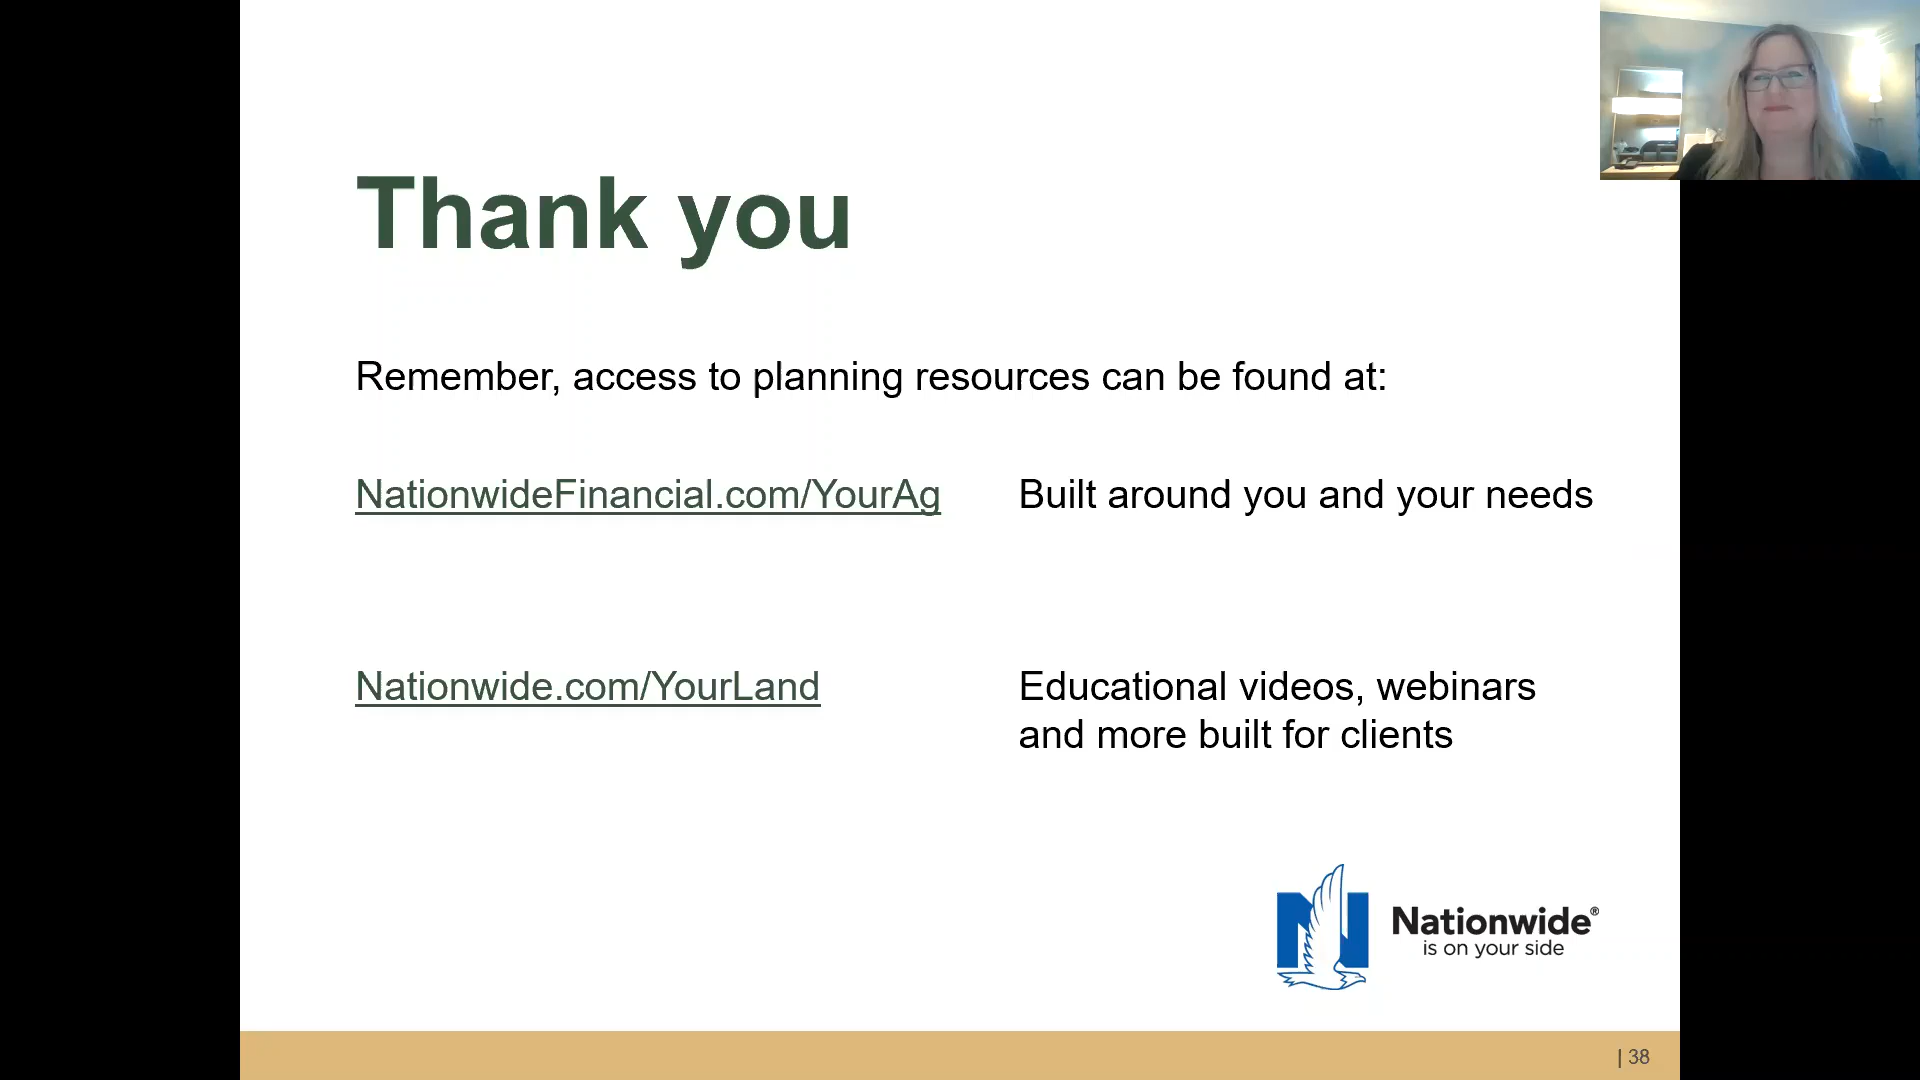 Thank you
Remember, access to planning resources can be found at:
NationwideFinancial.com/YourAg
Built around you and your needs
Nationwide.com/YourLand
Educational videos, webinars
and more built for clients
Nationwide®
is on your side
| 38